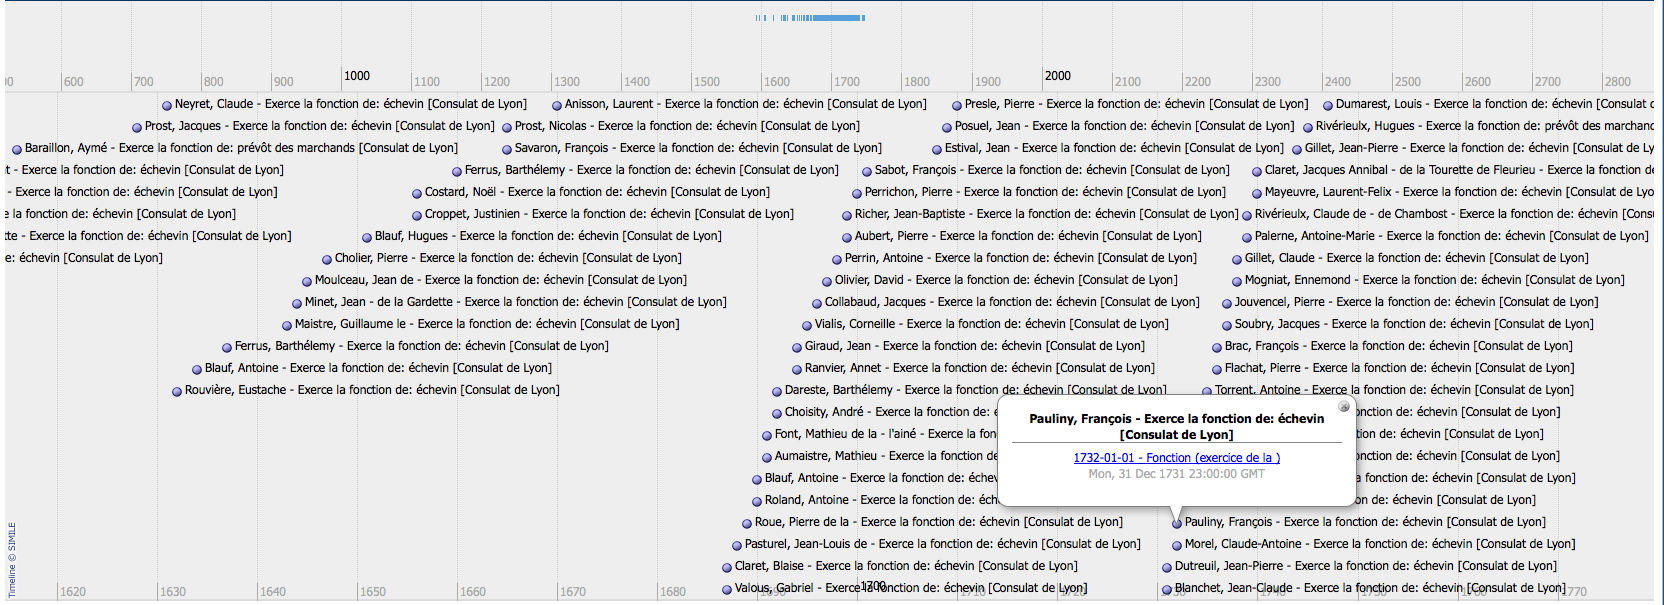 00 600 700 800 900 1000 1100 1200 1300 1400 1500 1600 1700 1800 1900 2000 2100 2200 2300 2400 2500 2600 2700 2800
Neyret, Claude - Exerce la fonction de: échevin [Consulat de Lyon] Anisson, Laurent - Exerce la fonction de: échevin [Consulat de Lyon] Presle, Pierre - Exerce la fonction de: échevin [Consulat de Lyon] Dumarest, Louis - Exerce la fonction de: échevin [Consulat
Prost, Jacques - Exerce la fonction de: échevin [Consulat de Lyon] Prost, Nicolas - Exerce la fonction de: échevin [Consulat de Lyon] Posuel, Jean - Exerce la fonction de: échevin [Consulat de Lyon] Rivérieulx, Hugues - Exerce la fonction de: prévôt des marchand
Baraillon, Aymé - Exerce la fonction de: prévôt des marchands [Consulat de Lyon] Savaron, François - Exerce la fonction de: échevin [Consulat de Lyon] Estival, Jean - Exerce la fonction de: échevin [Consulat de Lyon] Gillet, Jean-Pierre - Exerce la fonction de: échevin [Consulat de Ly
t - Exerce la fonction de: échevin [Consulat de Lyon] Ferrus, Barthélemy - Exerce la fonction de: échevin [Consulat de Lyon] Sabot, François - Exerce la fonction de: échevin [Consulat de Lyon] Claret, Jacques Annibal - de la Tourette de Fleurieu - Exerce la fonction de
- Exerce la fonction de: échevin [Consulat de Lyon] Costard, Noël - Exerce la fonction de: échevin [Consulat de Lyon] Perrichon, Pierre - Exerce la fonction de: échevin [Consulat de Lyon] Mayeuvre, Laurent-Felix - Exerce la fonction de: échevin [Consulat de Lyo
e la fonction de: échevin [Consulat de Lyon] Croppet, Justinien - Exerce la fonction de: échevin [Consulat de Lyon] Richer, Jean-Baptiste - Exerce la fonction de: échevin [Consulat de Lyon] Rivérieulx, Claude de - de Chambost - Exerce la fonction de: échevin [Cons
te - Exerce la fonction de: échevin [Consulat de Lyon] Blauf, Hugues - Exerce la fonction de: échevin [Consulat de Lyon] Aubert, Pierre - Exerce la fonction de: échevin [Consulat de Lyon] Palerne, Antoine-Marie - Exerce la fonction de: échevin [Consulat de Lyon]
e: échevin [Consulat de Lyon] Cholier, Pierre - Exerce la fonction de: échevin [Consulat de Lyon] Perrin, Antoine - Exerce la fonction de: échevin [Consulat de Lyon] Gillet, Claude - Exerce la fonction de: échevin [Consulat de Lyon]
Moulceau, Jean de - Exerce la fonction de: échevin [Consulat de Lyon] Olivier, David - Exerce la fonction de: échevin [Consulat de Lyon] Mogniat, Ennemond - Exerce la fonction de: échevin [Consulat de Lyon]
Minet, Jean - de la Gardette - Exerce la fonction de: échevin [Consulat de Lyon] Collabaud, Jacques - Exerce la fonction de: échevin [Consulat de Lyon] Jouvencel, Pierre - Exerce la fonction de: échevin [Consulat de Lyon]
Maistre, Guillaume le - Exerce la fonction de: échevin [Consulat de Lyon] Vialis, Corneille - Exerce la fonction de: échevin [Consulat de Lyon] Soubry, Jacques - Exerce la fonction de: échevin [Consulat de Lyon]
Ferrus, Barthélemy - Exerce la fonction de: échevin [Consulat de Lyon] Giraud, Jean - Exerce la fonction de: échevin [Consulat de Lyon] Brac, François - Exerce la fonction de: échevin [Consulat de Lyon]
Blauf, Antoine - Exerce la fonction de: échevin [Consulat de Lyon] Ranvier, Annet - Exerce la fonction de: échevin [Consulat de Lyon] Flachat, Pierre - Exerce la fonction de: échevin [Consulat de Lyon]
Rouvière, Eustache - Exerce la fonction de: échevin [Consulat de Lyon] Dareste, Barthélemy - Exerce la fonction de: échevin [Consulat de Lyon] Torrent, Antoine - Exerce la fonction de: échevin [Consulat de Lyon]
Choisity, André - Exerce la fonction de: é ction de: échevin [Consulat de Lyon]
Font, Mathieu de la - l'ainé - Exerce la fon on de: échevin [Consulat de Lyon]
Aumaistre, Mathieu - Exerce la fonction de ction de: échevin [Consulat de Lyon]
Blauf, Antoine - Exerce la fonction de: échev la fonction de: échevin [Consulat de Lyon]
Roland, Antoine - Exerce la fonction de: éch n de: échevin [Consulat de Lyon]
Pauliny, François - Exerce la fonction de: échevin
[Consulat de Lyon]
1732-01-01 - Fonction (exercice de la )
Mon, 31 Dec 1731 23:00:00 GMT
Roue, Pierre de la - Exerce la fonction de: échevin [Consulat de Lyon] Pauliny, François - Exerce la fonction de: échevin [Consulat de Lyon]
Pasturel, Jean-Louis de - Exerce la fonction de: échevin [Consulat de Lyon] Morel, Claude-Antoine - Exerce la fonction de: échevin [Consulat de Lyon]
Claret, Blaise - Exerce la fonction de: échevin [Consulat de Lyon] Dutreuil, Jean-Pierre - Exerce la fonction de: échevin [Consulat de Lyon]
Valous, Gabriel - Exerce la fonction de: échevin [Consulat de Lyon] Blanchet, Jean-Claude - Exerce la fonction de: échevin [Consulat de Lyon]
1620 1630 1640 1650 1660 1670 1680 1690 1700 1710 1720 1730 1740 1750 1760 1770
Timeline © SIMILE